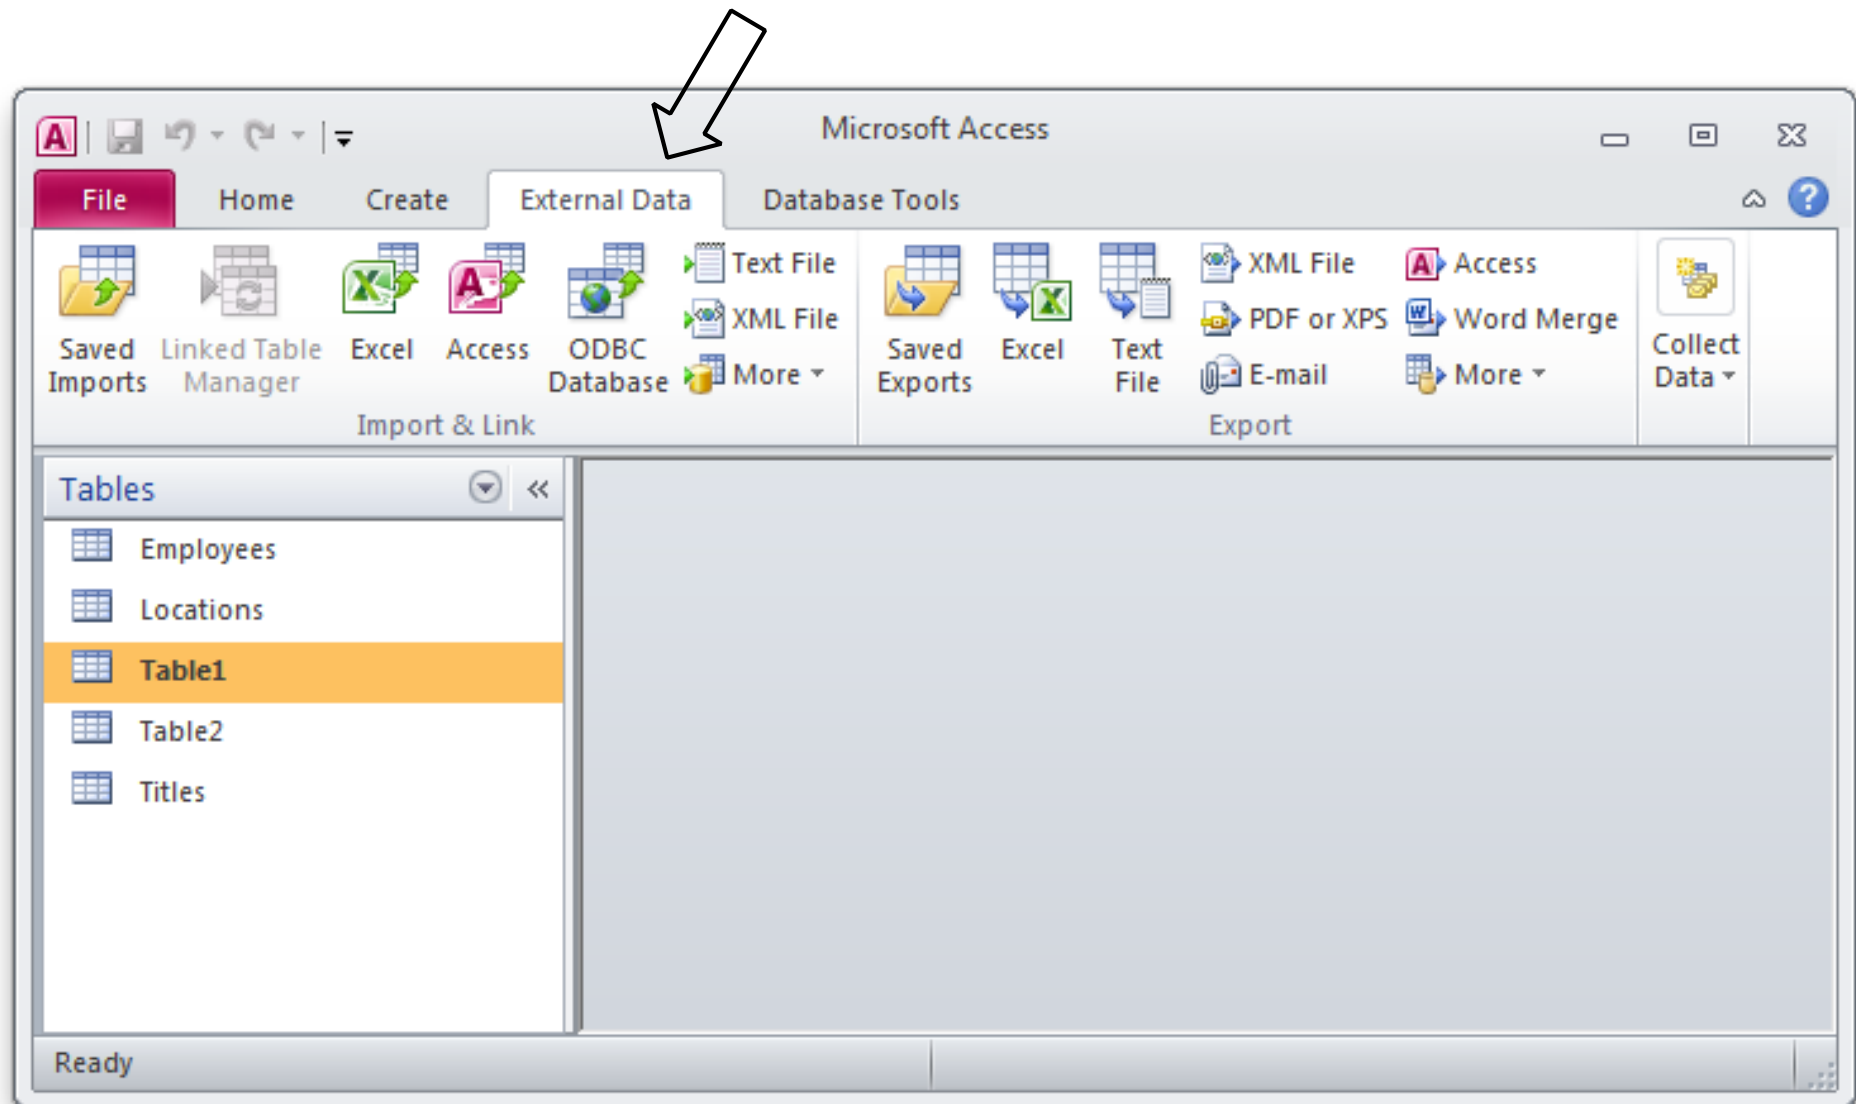 Microsoft Access
File Home Create External Data Database Tools
Saved Imports
Linked Table Manager
Excel
Access
ODBC Database
Text File
XML File
More
Import & Link
Saved Exports
Excel
Text File
XML File
PDF or XPS
E-mail
Access
Word Merge
More
Export
Collect Data
Tables
Employees
Locations
Table1
Table2
Titles
Ready